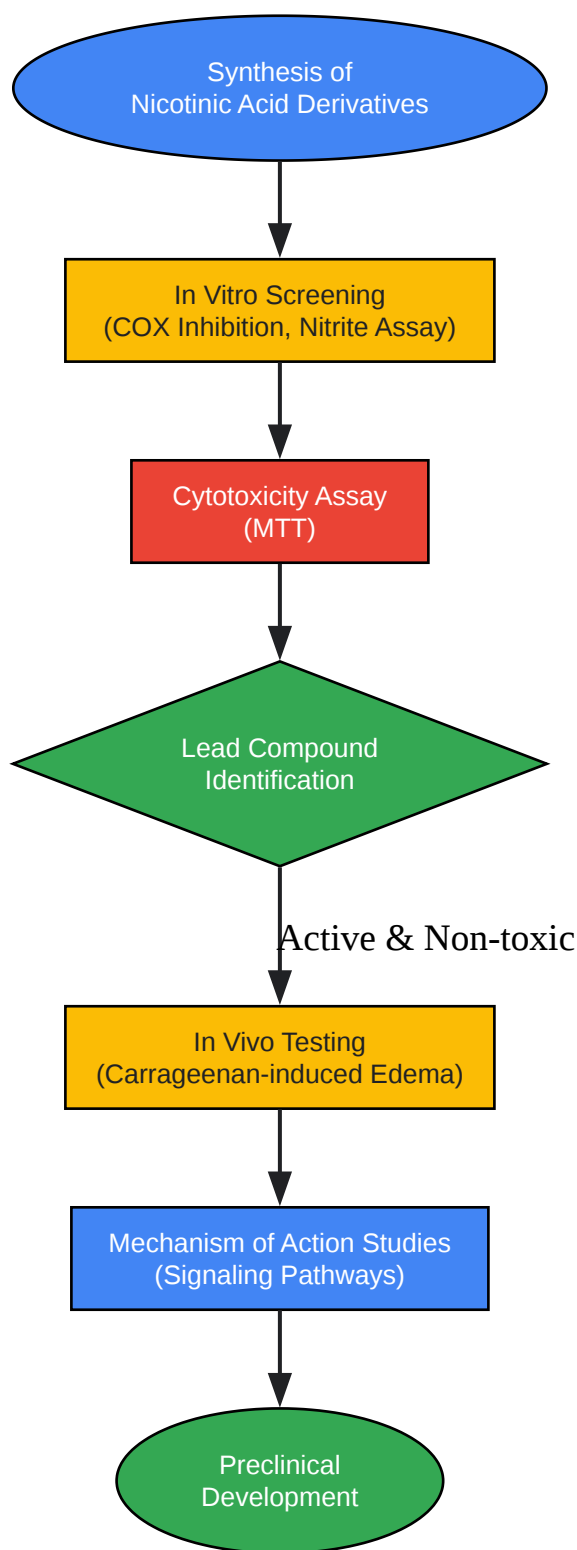 Synthesis of
Nicotinic Acid Derivatives
In Vitro Screening
(COX Inhibition, Nitrite Assay)
Cytotoxicity Assay
(MTT)
Lead Compound
Identification
Active & Non-toxic
In Vivo Testing
(Carrageenan-induced Edema)
Mechanism of Action Studies
(Signaling Pathways)
Preclinical
Development